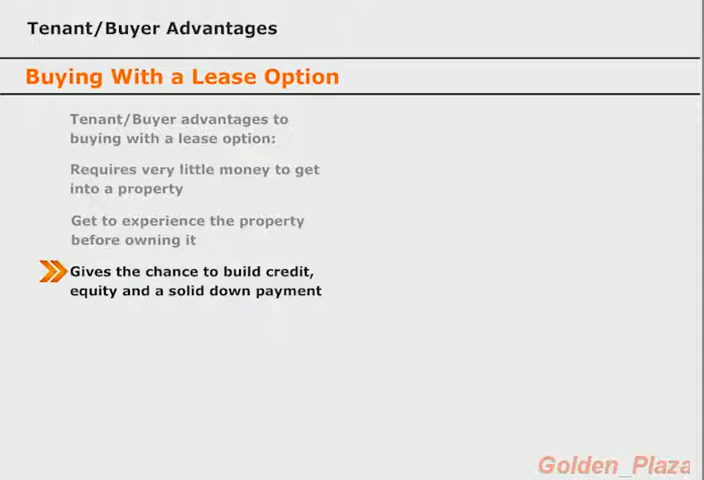 Tenant/Buyer Advantages
Buying With a Lease Option
Tenant/Buyer advantages to
buying with a lease option:
Requires very little money to get
into a property
Get to experience the property
before owning it
Gives the chance to build credit,
equity and a solid down payment
Golden_Plaza